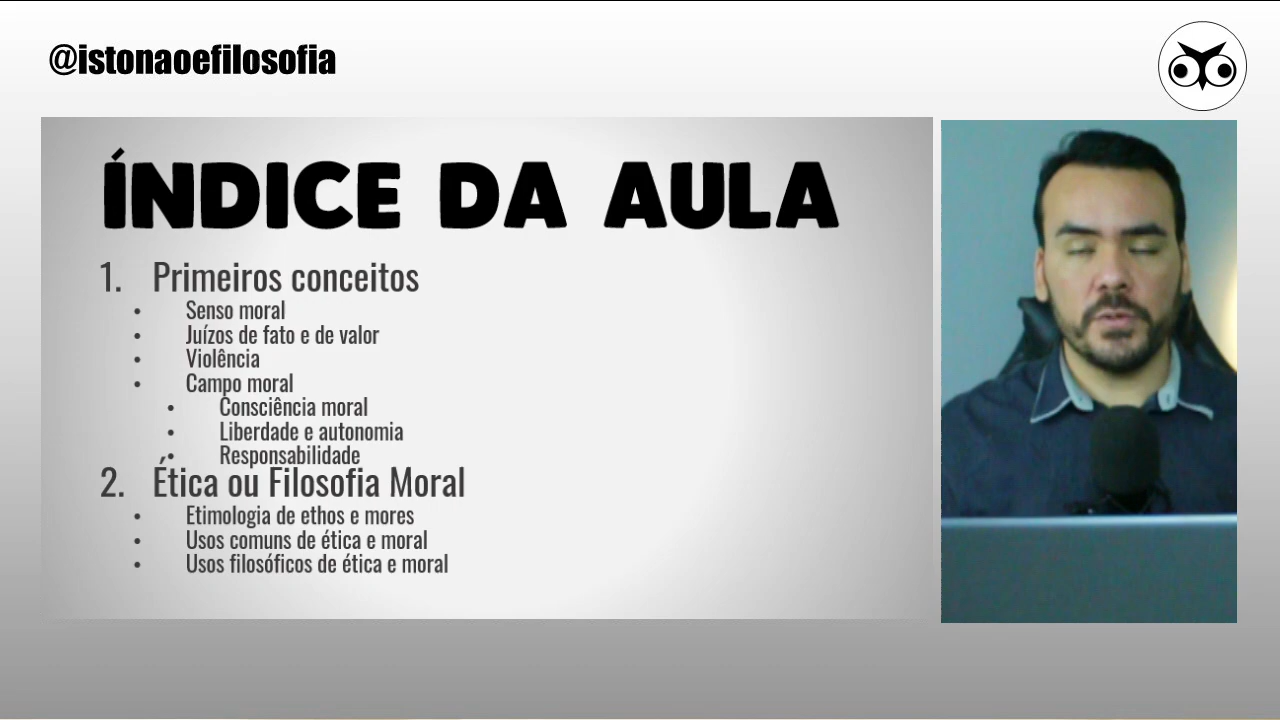 @istonaoefilosofia
ÍNDICE DA AULA
1. Primeiros conceitos
• Senso moral
• Juízos de fato e de valor
• Violência
• Campo moral
• Consciência moral
• Liberdade e autonomia
• Responsabilidade
2. Ética ou Filosofia Moral
• Etimologia de ethos e mores
• Usos comuns de ética e moral
• Usos filosóficos de ética e moral